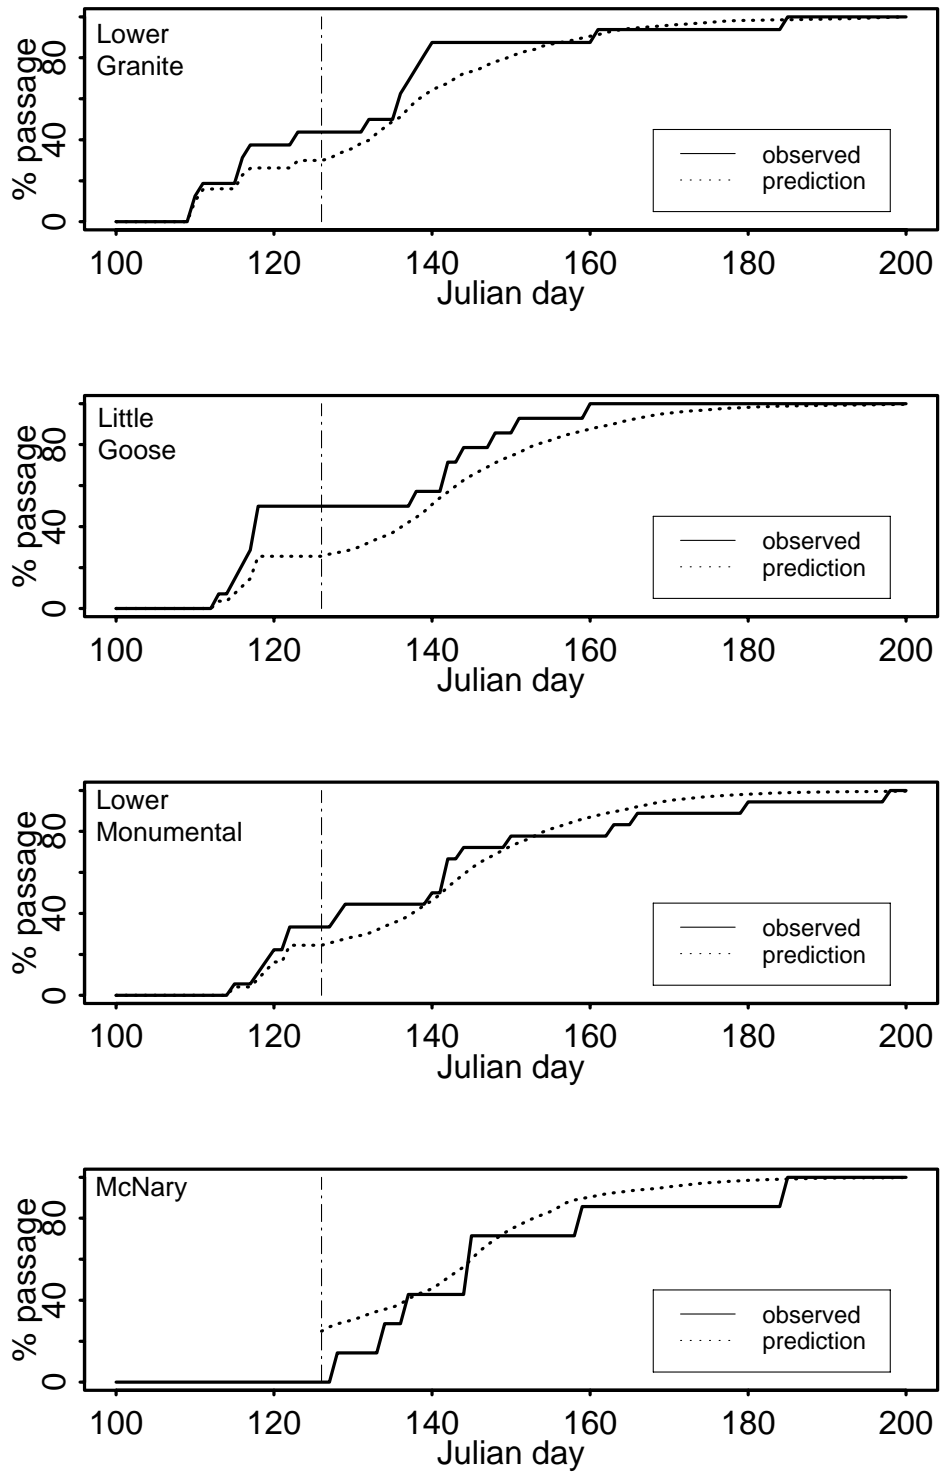 Lower
Granite
% passage
0 40 80
observed
prediction
100 120 140 160 180 200
Julian day
Little
Goose
% passage
0 40 80
observed
prediction
100 120 140 160 180 200
Julian day
Lower
Monumental
% passage
0 40 80
observed
prediction
100 120 140 160 180 200
Julian day
McNary
% passage
0 40 80
observed
prediction
100 120 140 160 180 200
Julian day